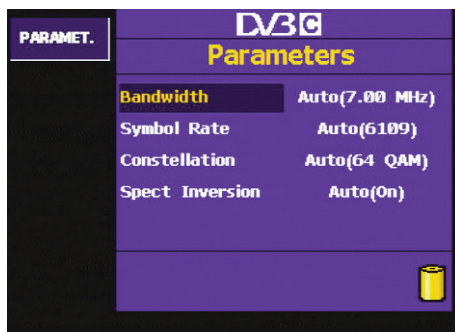 PARAMET.
DVB C
Parameters
Bandwidth Auto(7.00 MHz)
Symbol Rate Auto(6109)
Constellation Auto(64 QAM)
Spect Inversion Auto(On)